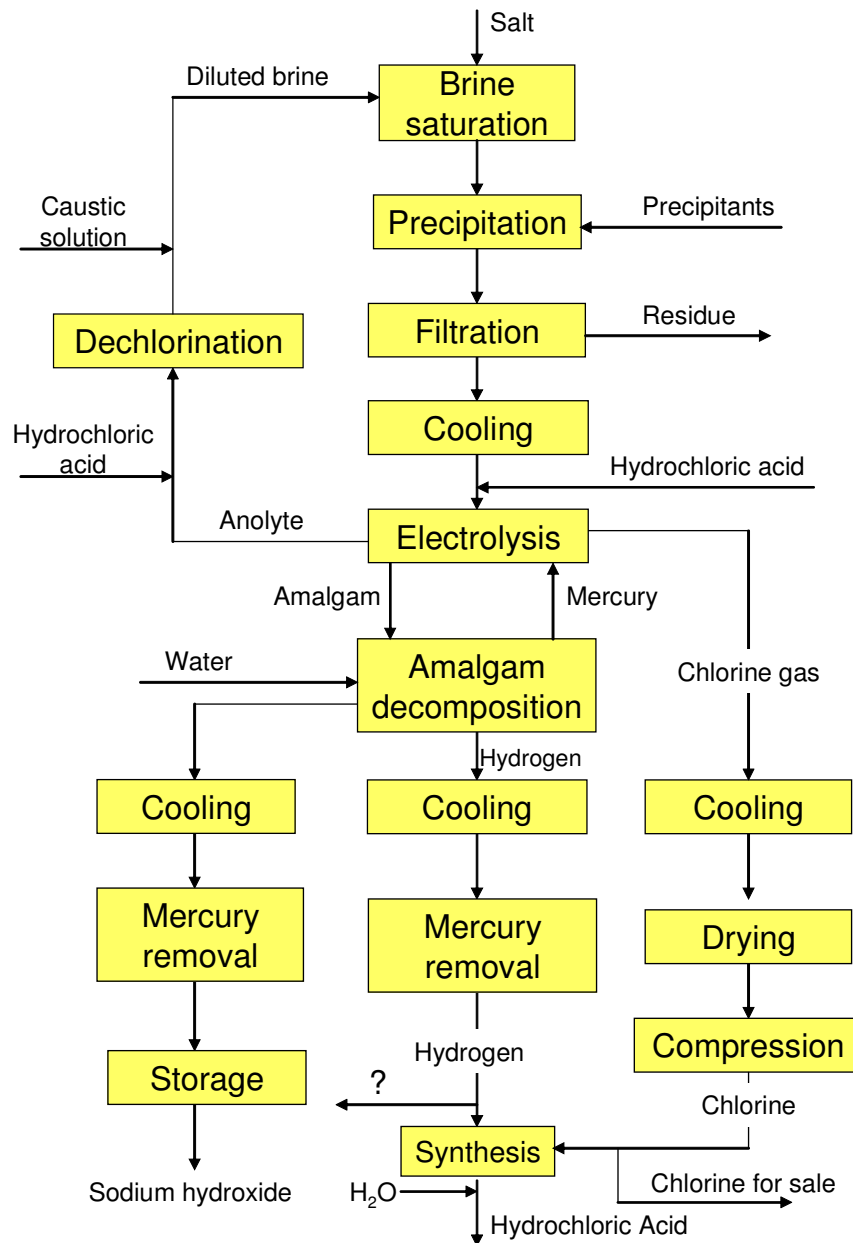 Salt
Diluted brine
Brine
saturation
Caustic
solution
Precipitation
Precipitants
Dechlorination
Filtration
Residue
Cooling
Hydrochloric
acid
Hydrochloric acid
Anolyte
Electrolysis
Amalgam
Mercury
Water
Amalgam
decomposition
Chlorine gas
Hydrogen
Cooling
Cooling
Cooling
Mercury
removal
Mercury
removal
Drying
Hydrogen
Compression
Storage
?
Chlorine
Synthesis
Sodium hydroxide
H₂O
Chlorine for sale
Hydrochloric Acid